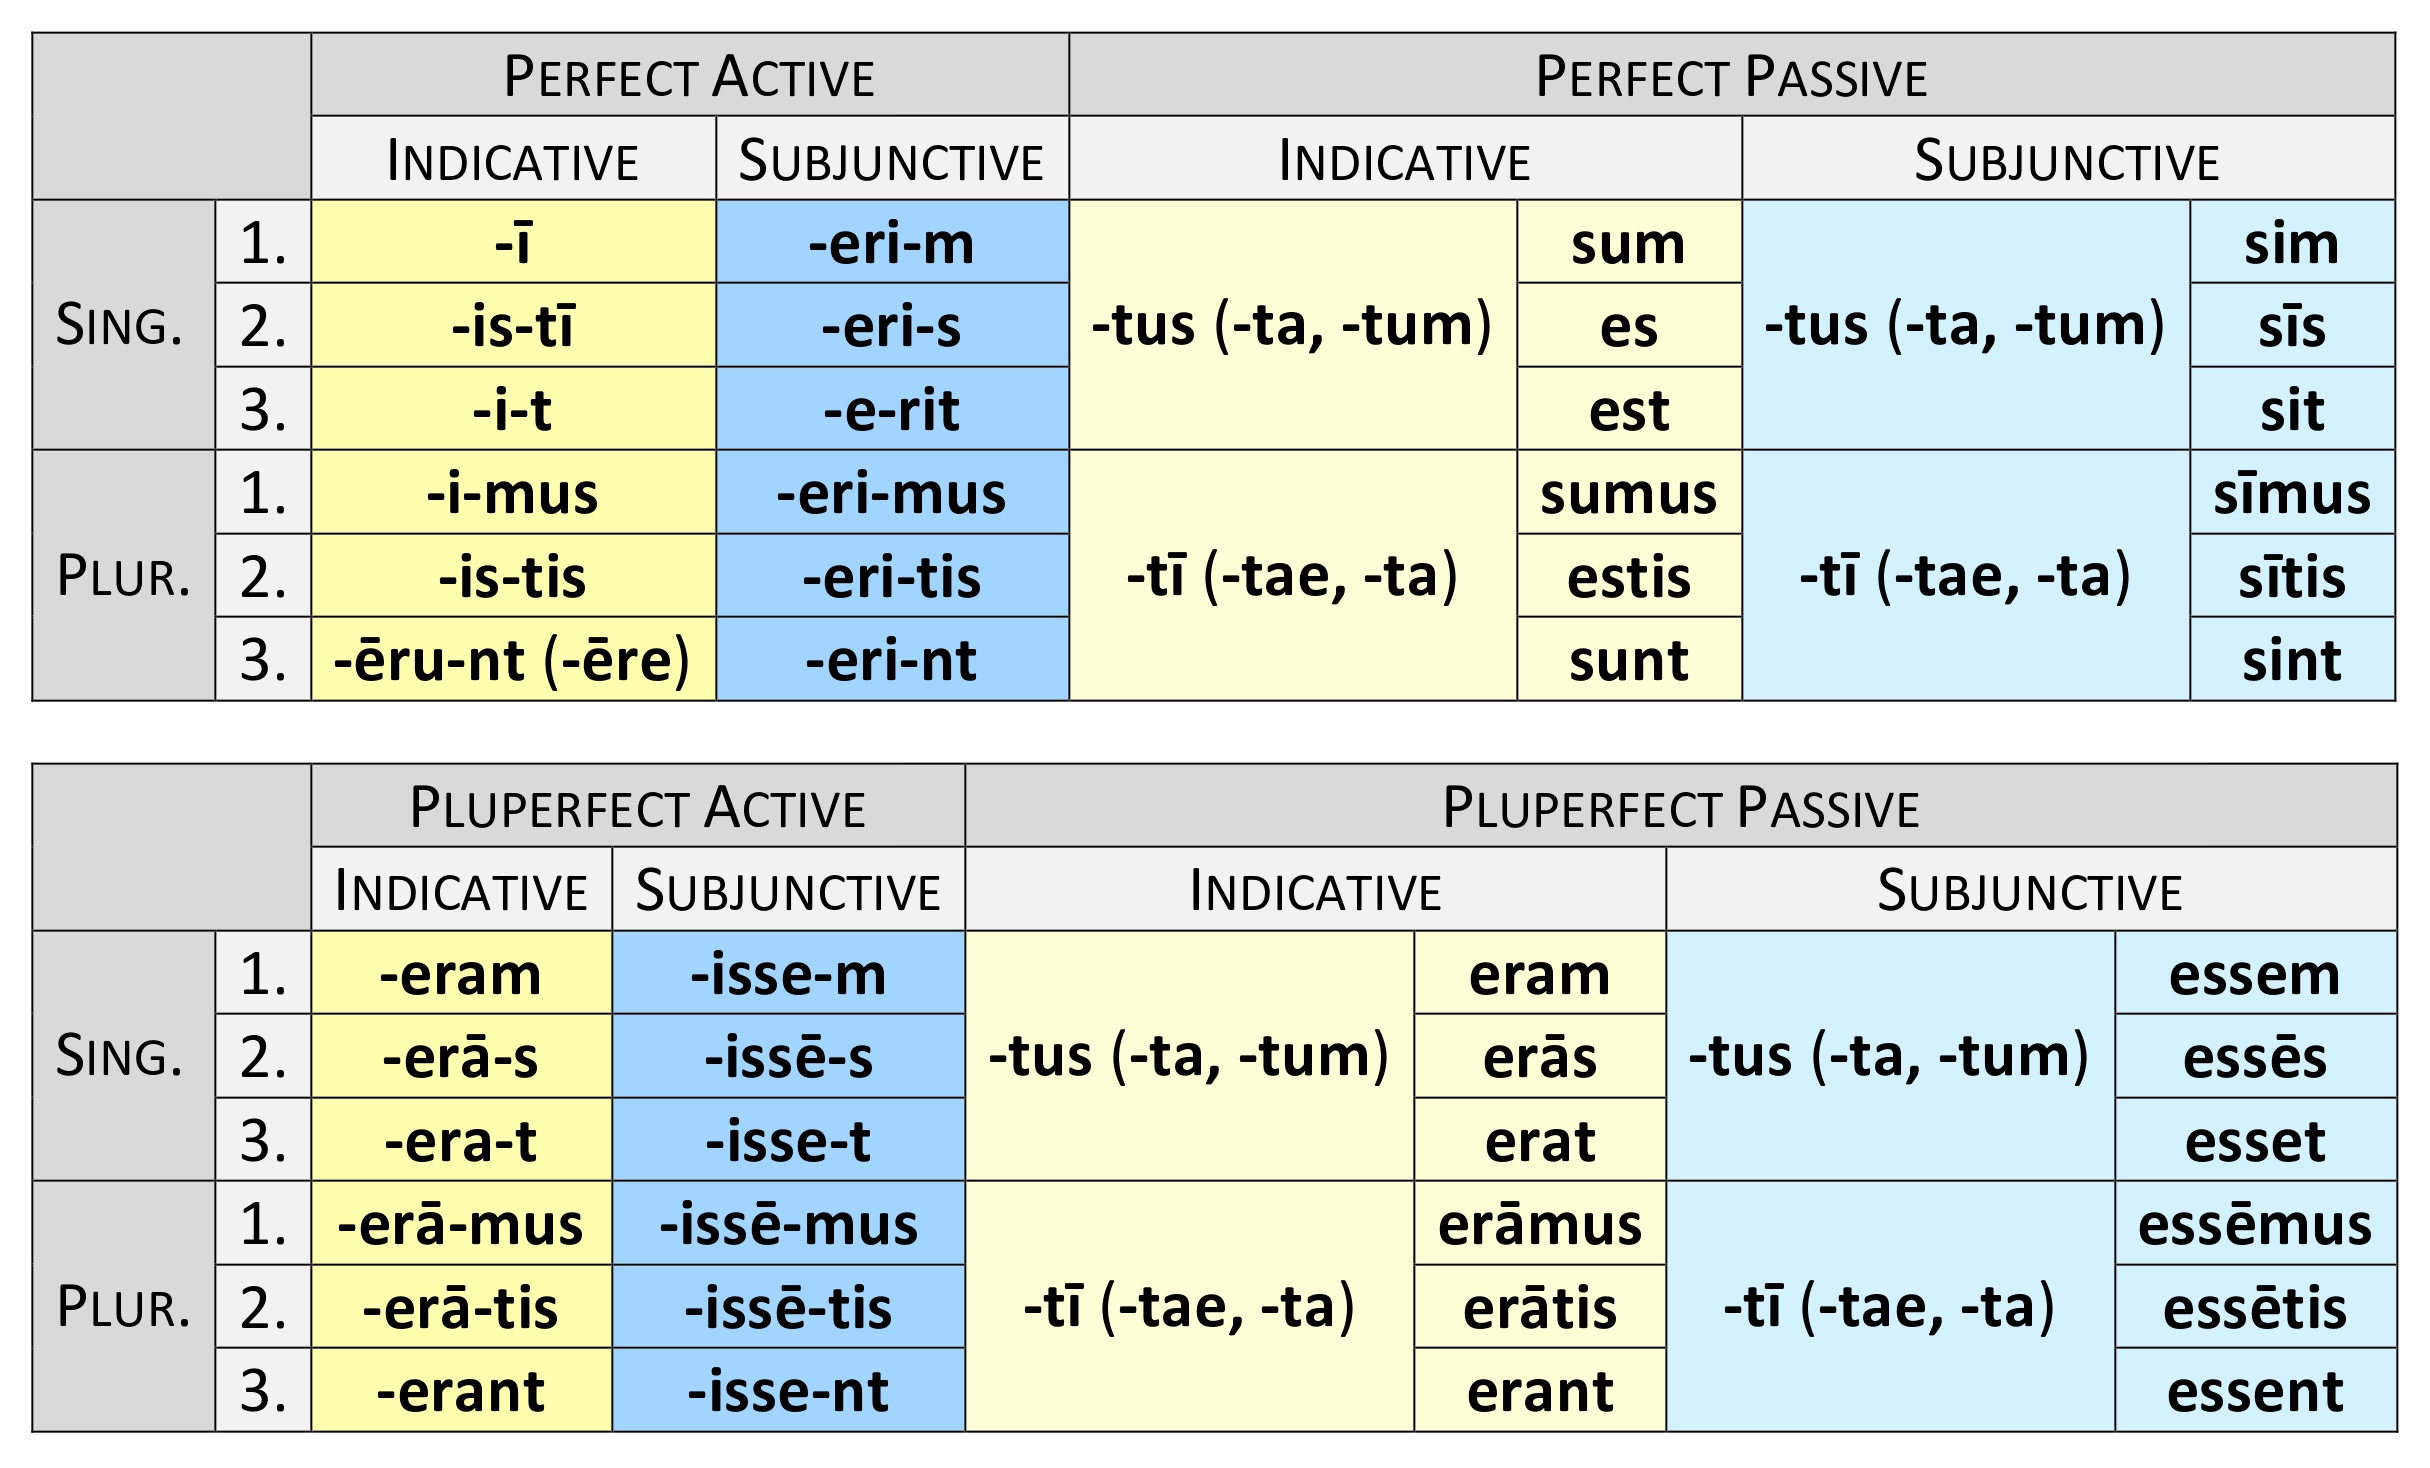 PERFECT ACTIVE PERFECT PASSIVE
INDICATIVE SUBJUNCTIVE INDICATIVE SUBJUNCTIVE
SING. 1. -ī -eri-m -tus (-ta, -tum) sum -tus (-ta, -tum) sim
2. -is-tī -eri-s es sīs
3. -i-t -e-rit est sit
PLUR. 1. -i-mus -eri-mus -tī (-tae, -ta) sumus -tī (-tae, -ta) sīmus
2. -is-tis -eri-tis estis sītis
3. -ēru-nt (-ēre) -eri-nt sunt sint
PLUPERFECT ACTIVE PLUPERFECT PASSIVE
INDICATIVE SUBJUNCTIVE INDICATIVE SUBJUNCTIVE
SING. 1. -eram -isse-m -tus (-ta, -tum) eram -tus (-ta, -tum) essem
2. -erā-s -issē-s erās essēs
3. -era-t -isse-t erat esset
PLUR. 1. -erā-mus -issē-mus -tī (-tae, -ta) erāmus -tī (-tae, -ta) essēmus
2. -erā-tis -issē-tis erātis essētis
3. -erant -isse-nt erant essent